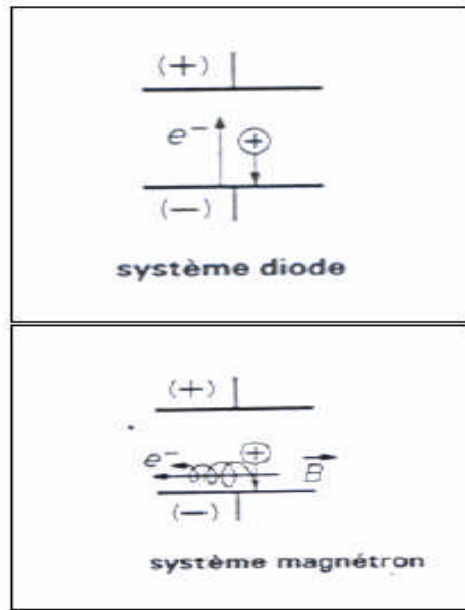 (+)
e⁻ +
(−)
système diode
(+)
e⁻ + B
(−)
système magnétron